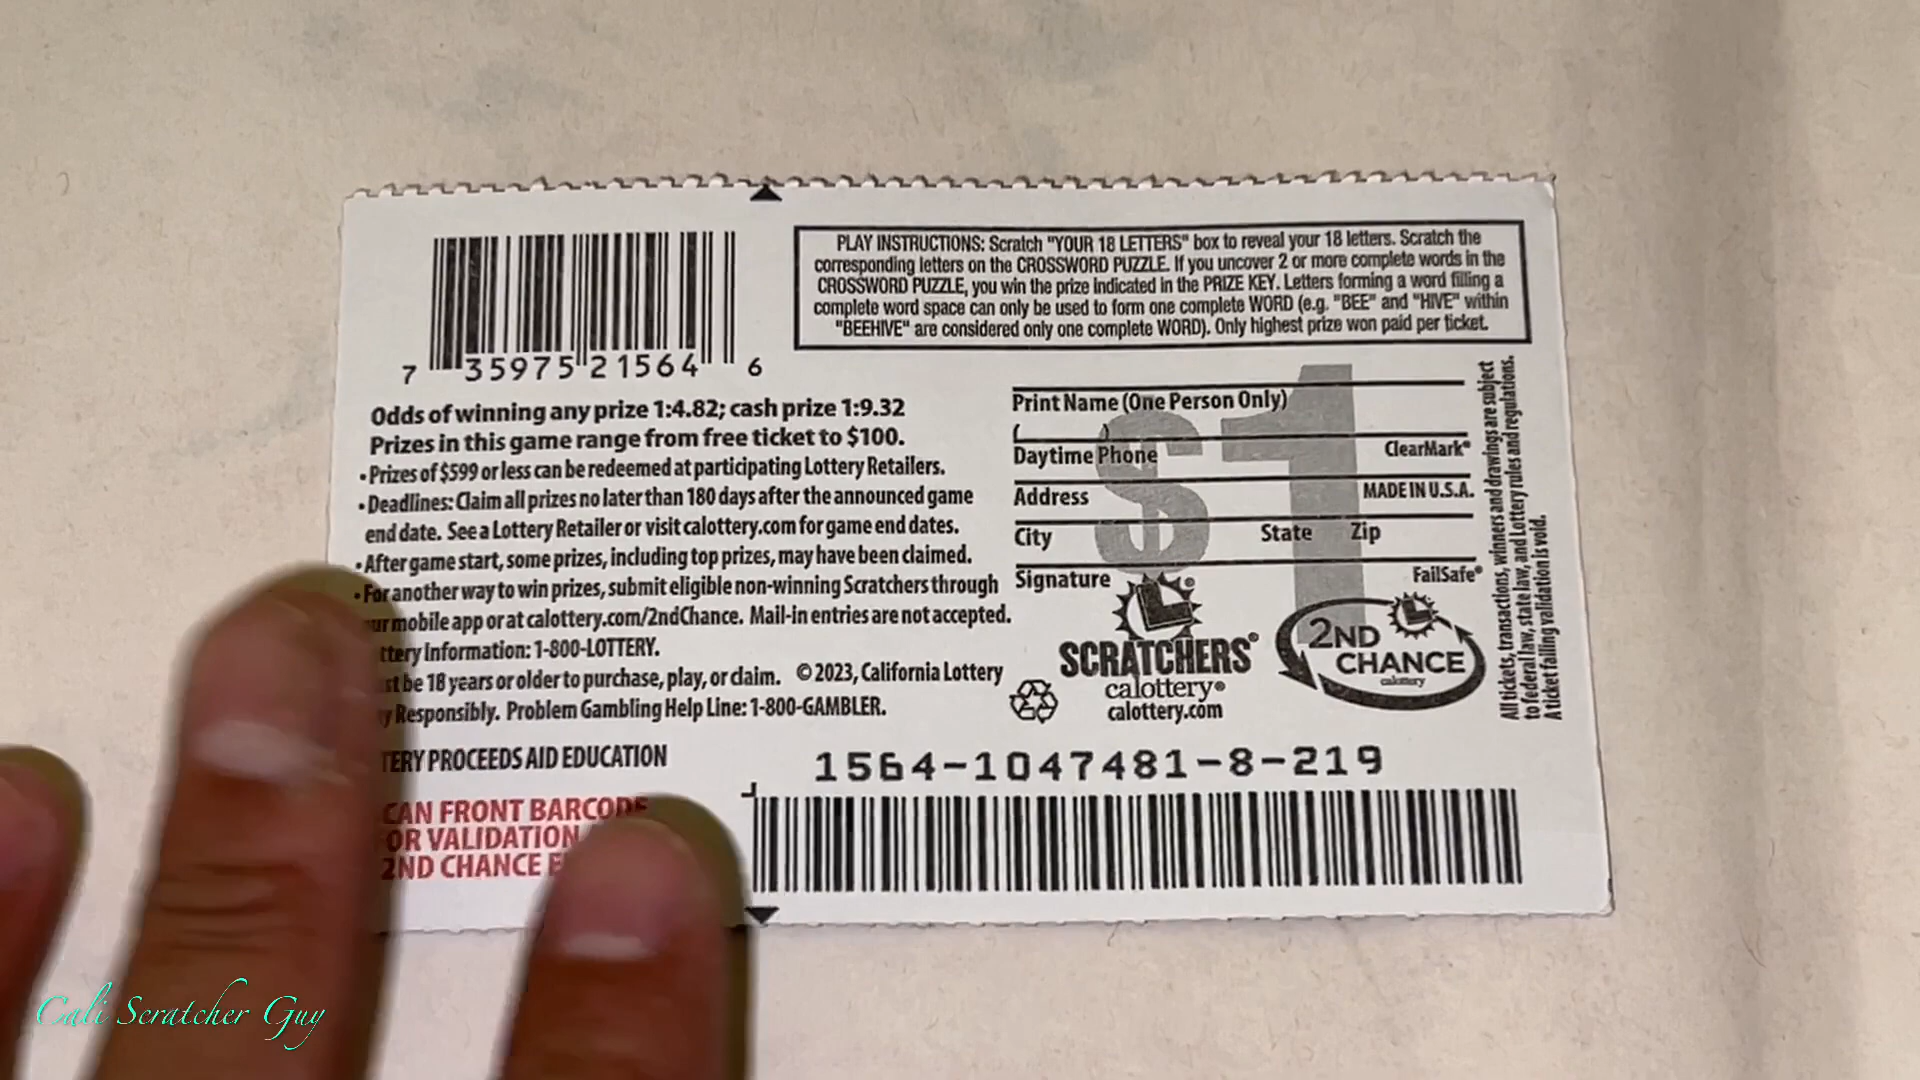 PLAY INSTRUCTIONS: Scratch "YOUR 18 LETTERS" box to reveal your 18 letters. Scratch the
corresponding letters on the CROSSWORD PUZZLE. If you uncover 2 or more complete words in the
CROSSWORD PUZZLE, you win the prize indicated in the PRIZE KEY. Letters forming a word filling a
complete word space can only be used to form one complete WORD (e.g. "BEE" and "HIVE" within
"BEEHIVE" are considered only one complete WORD). Only highest prize won paid per ticket.
7 35975 21564 6
Odds of winning any prize 1:4.82; cash prize 1:9.32
Prizes in this game range from free ticket to $100.
• Prizes of $599 or less can be redeemed at participating Lottery Retailers.
• Deadlines: Claim all prizes no later than 180 days after the announced game
end date. See a Lottery Retailer or visit calottery.com for game end dates.
• After game start, some prizes, including top prizes, may have been claimed.
• For another way to win prizes, submit eligible non-winning Scratchers through
ur mobile app or at calottery.com/2ndChance. Mail-in entries are not accepted.
ttery Information: 1-800-LOTTERY.
st be 18 years or older to purchase, play, or claim. © 2023, California Lottery
y Responsibly. Problem Gambling Help Line: 1-800-GAMBLER.
TERY PROCEEDS AID EDUCATION
CAN FRONT BARCODE
OR VALIDATION
2ND CHANCE E
$1
Print Name (One Person Only)
( )
Daytime Phone
ClearMark®
Address
MADE IN U.S.A.
City State Zip
Signature
FailSafe®
SCRATCHERS®
calottery®
calottery.com
2ND
CHANCE
calottery
All tickets, transactions, winners and drawings are subject
to federal law, state law, and Lottery rules and regulations.
A ticket failing validation is void.
1564-1047481-8-219
Cali Scratcher Guy